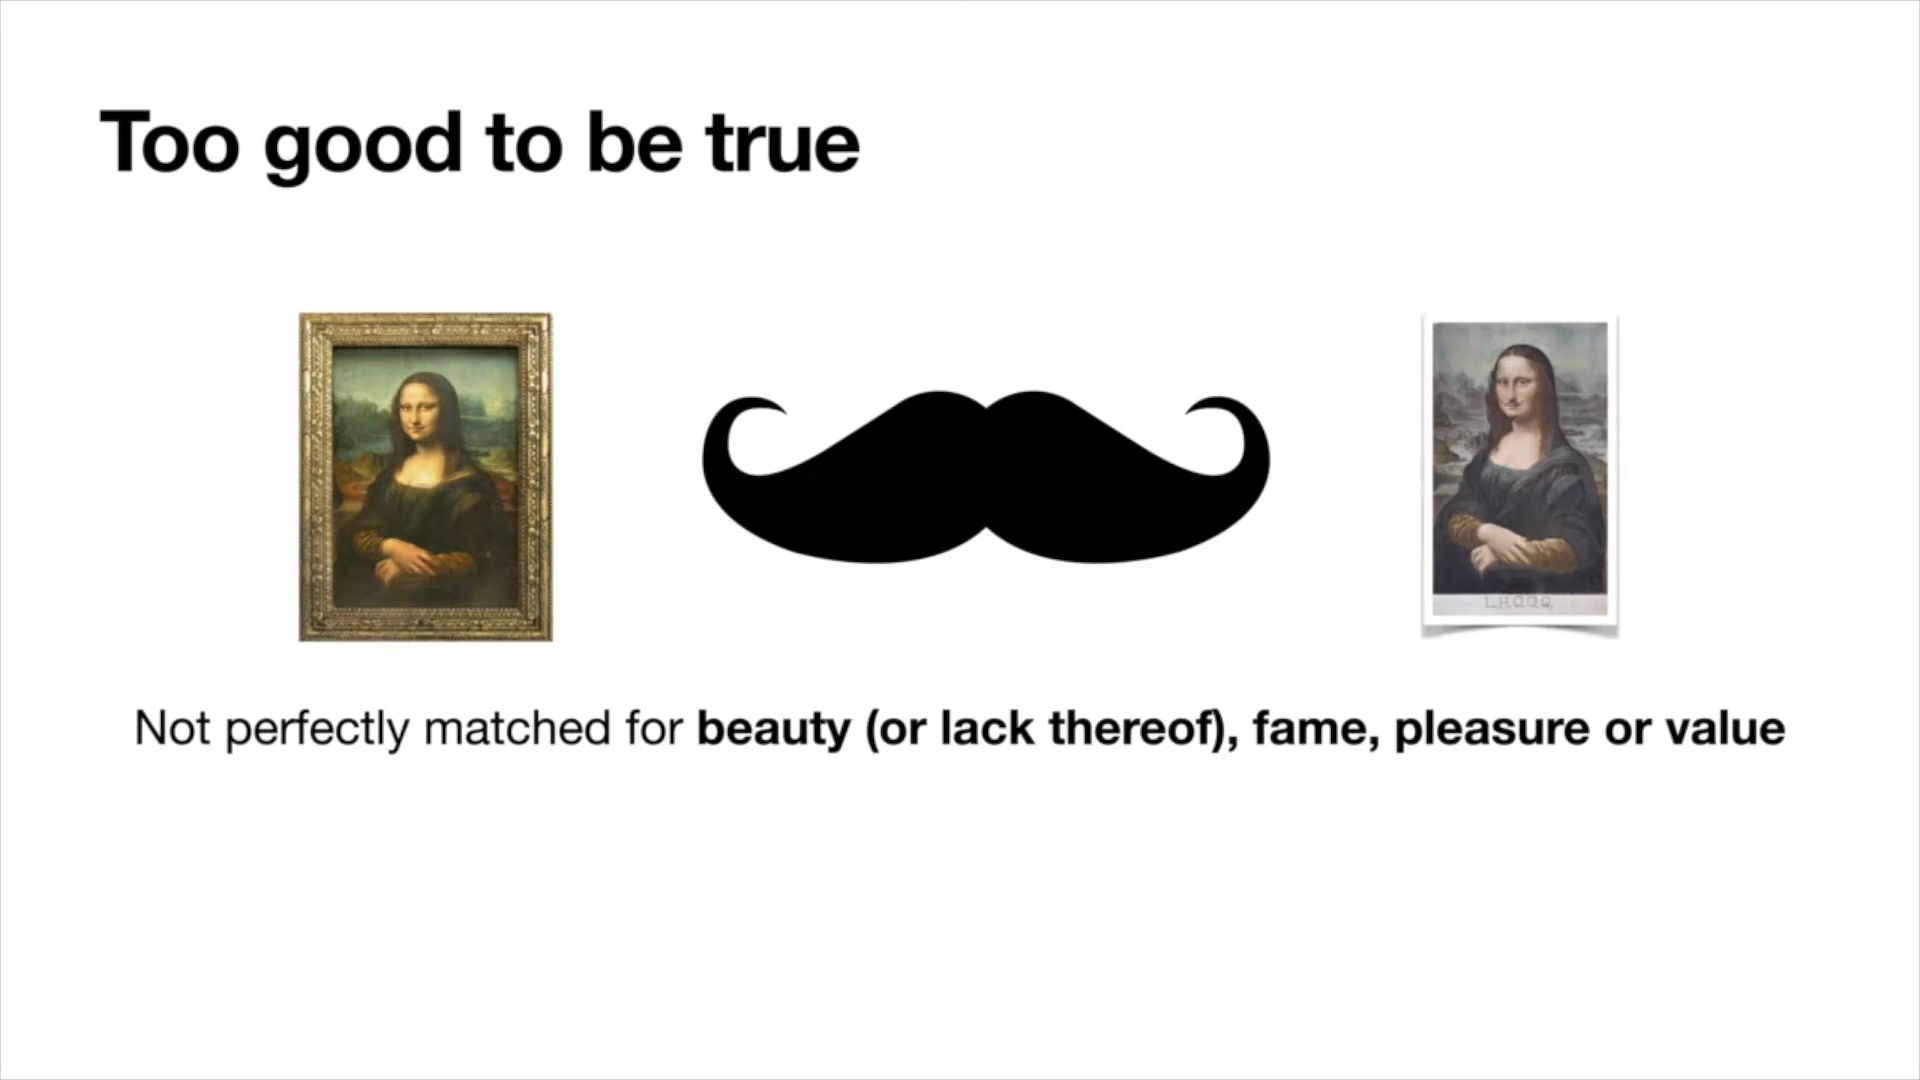 Too good to be true
L.H.O.O.Q.
Not perfectly matched for beauty (or lack thereof), fame, pleasure or value